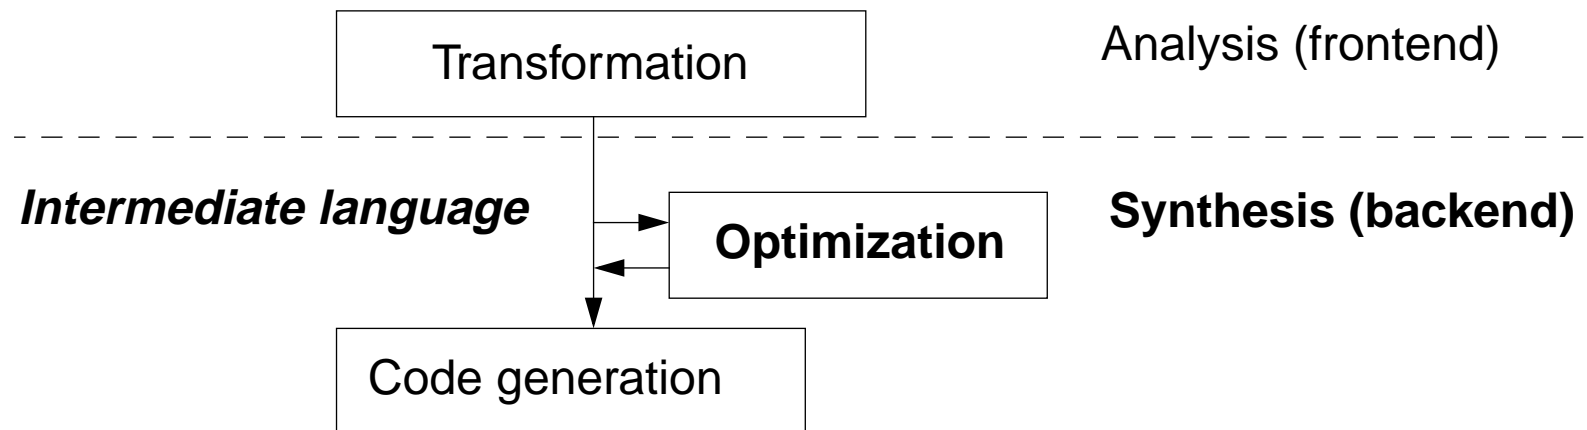 Transformation
Analysis (frontend)
Intermediate language
Optimization
Synthesis (backend)
Code generation